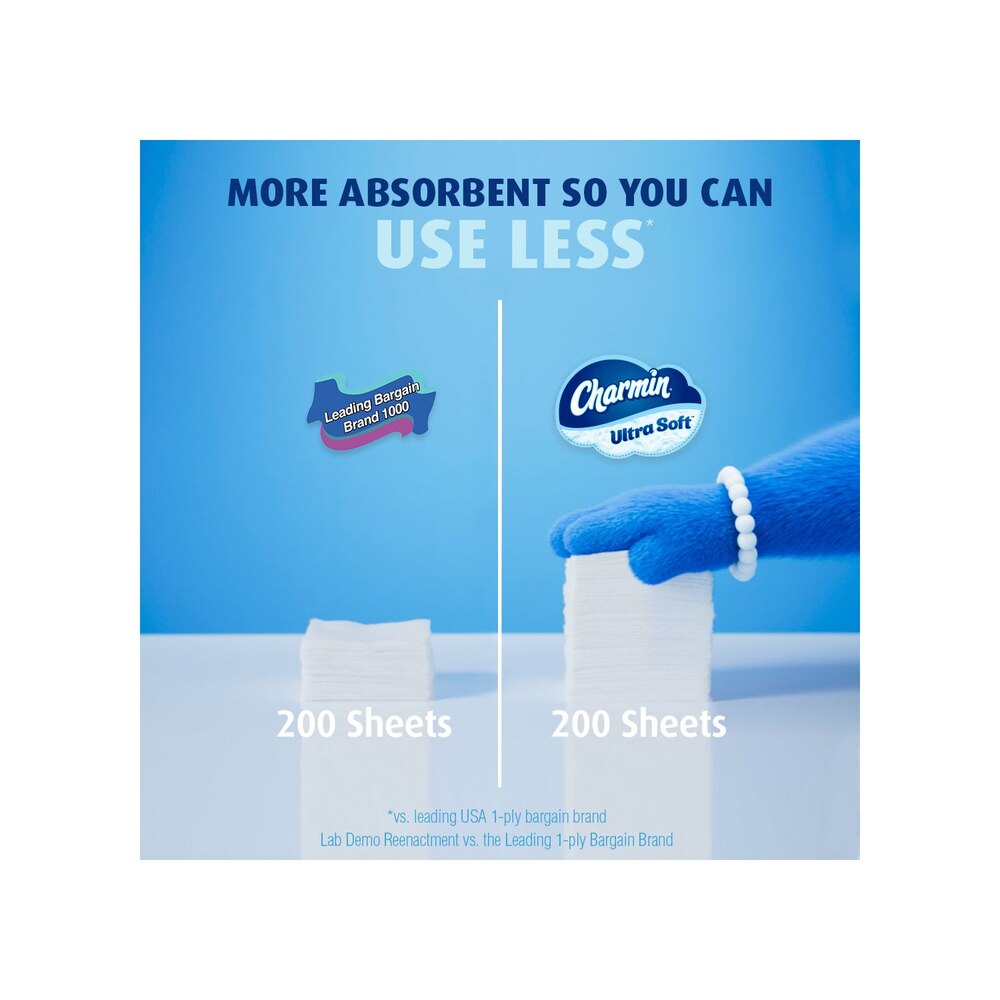 MORE ABSORBENT SO YOU CAN
USE LESS*
Leading Bargain
Brand 1000
Charmin
Ultra Soft™
200 Sheets
200 Sheets
*vs. leading USA 1-ply bargain brand
Lab Demo Reenactment vs. the Leading 1-ply Bargain Brand